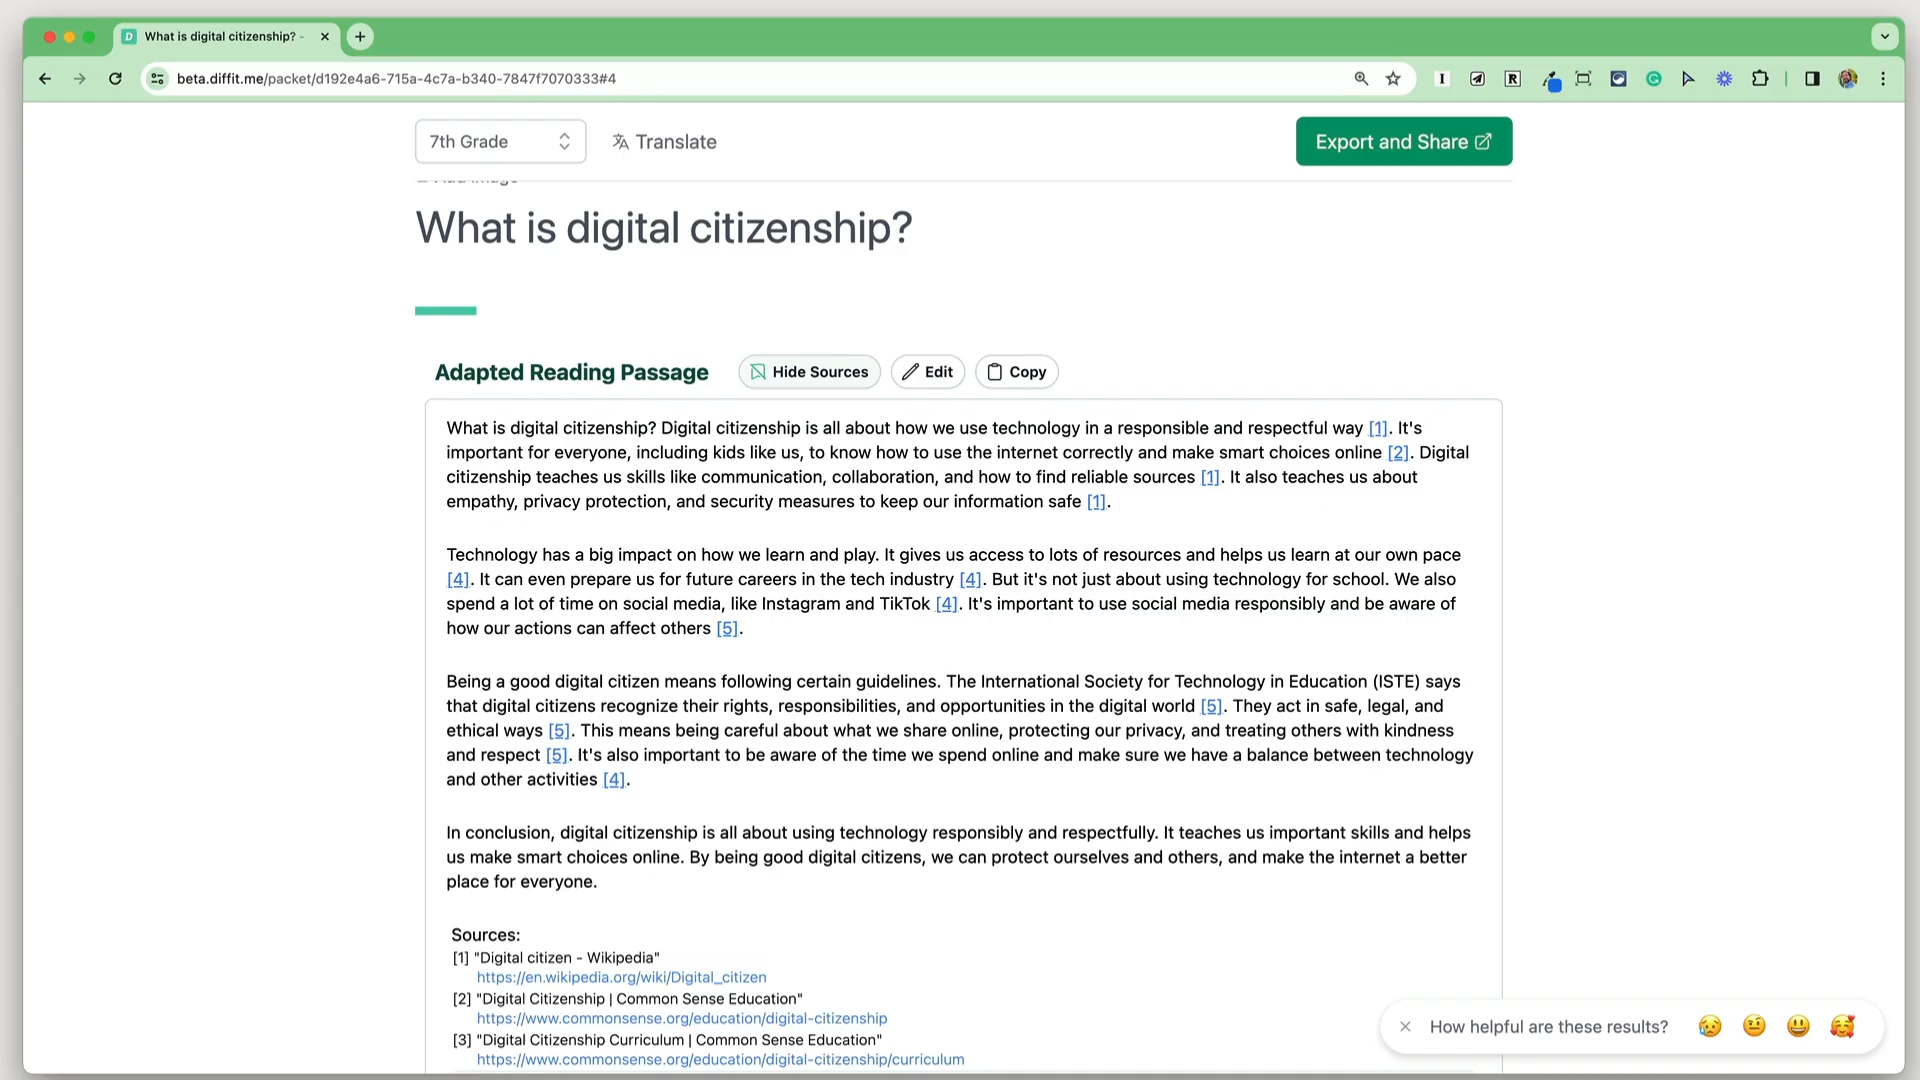 What is digital citizenship? -
beta.diffit.me/packet/d192e4a6-715a-4c7a-b340-7847f7070333#4
7th Grade
Translate
Export and Share
What is digital citizenship?
Adapted Reading Passage
Hide Sources
Edit
Copy
What is digital citizenship? Digital citizenship is all about how we use technology in a responsible and respectful way [1]. It's
important for everyone, including kids like us, to know how to use the internet correctly and make smart choices online [2]. Digital
citizenship teaches us skills like communication, collaboration, and how to find reliable sources [1]. It also teaches us about
empathy, privacy protection, and security measures to keep our information safe [1].
Technology has a big impact on how we learn and play. It gives us access to lots of resources and helps us learn at our own pace
[4]. It can even prepare us for future careers in the tech industry [4]. But it's not just about using technology for school. We also
spend a lot of time on social media, like Instagram and TikTok [4]. It's important to use social media responsibly and be aware of
how our actions can affect others [5].
Being a good digital citizen means following certain guidelines. The International Society for Technology in Education (ISTE) says
that digital citizens recognize their rights, responsibilities, and opportunities in the digital world [5]. They act in safe, legal, and
ethical ways [5]. This means being careful about what we share online, protecting our privacy, and treating others with kindness
and respect [5]. It's also important to be aware of the time we spend online and make sure we have a balance between technology
and other activities [4].
In conclusion, digital citizenship is all about using technology responsibly and respectfully. It teaches us important skills and helps
us make smart choices online. By being good digital citizens, we can protect ourselves and others, and make the internet a better
place for everyone.
Sources:
[1] "Digital citizen - Wikipedia"
https://en.wikipedia.org/wiki/Digital_citizen
[2] "Digital Citizenship | Common Sense Education"
https://www.commonsense.org/education/digital-citizenship
[3] "Digital Citizenship Curriculum | Common Sense Education"
https://www.commonsense.org/education/digital-citizenship/curriculum
How helpful are these results?